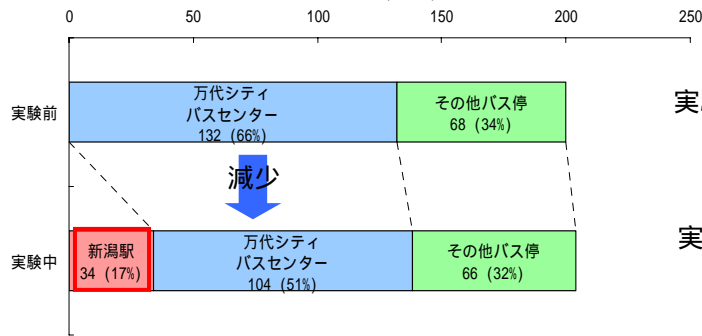 0 50 100 150 200 250
実験前
万代シティ
バスセンター
132 (66%)
その他バス停
68 (34%)
実
減少
実験中
新潟駅
34 (17%)
万代シティ
バスセンター
104 (51%)
その他バス停
66 (32%)
実